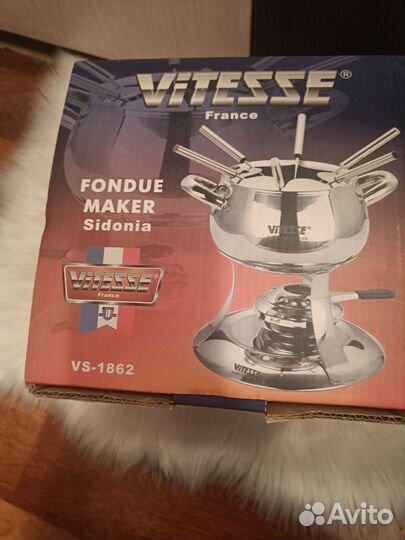 ViTESSE®
France
FONDUE
MAKER
Sidonia
ViTESSE®
ViTESSE
France
ViTESSE
VS-1862
Avito